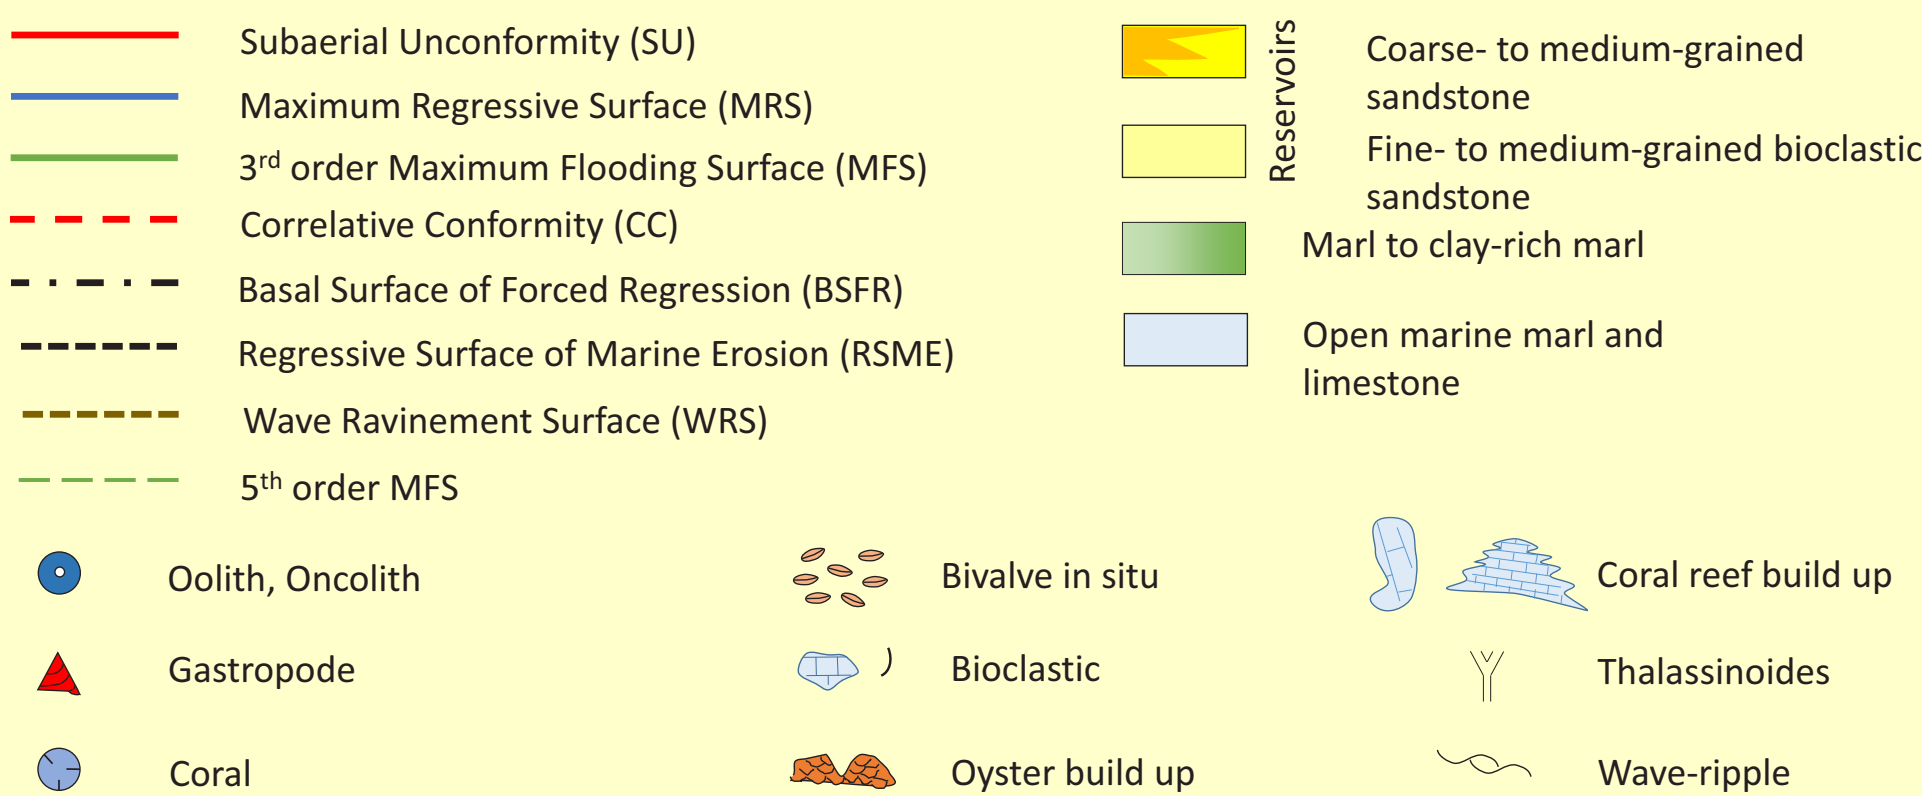 Subaerial Unconformity (SU)
Maximum Regressive Surface (MRS)
3rd order Maximum Flooding Surface (MFS)
Correlative Conformity (CC)
Basal Surface of Forced Regression (BSFR)
Regressive Surface of Marine Erosion (RSME)
Wave Ravinement Surface (WRS)
5th order MFS
Reservoirs
Coarse- to medium-grained
sandstone
Fine- to medium-grained bioclastic
sandstone
Marl to clay-rich marl
Open marine marl and
limestone
Oolith, Oncolith
Bivalve in situ
Coral reef build up
Gastropode
Bioclastic
Thalassinoides
Coral
Oyster build up
Wave-ripple